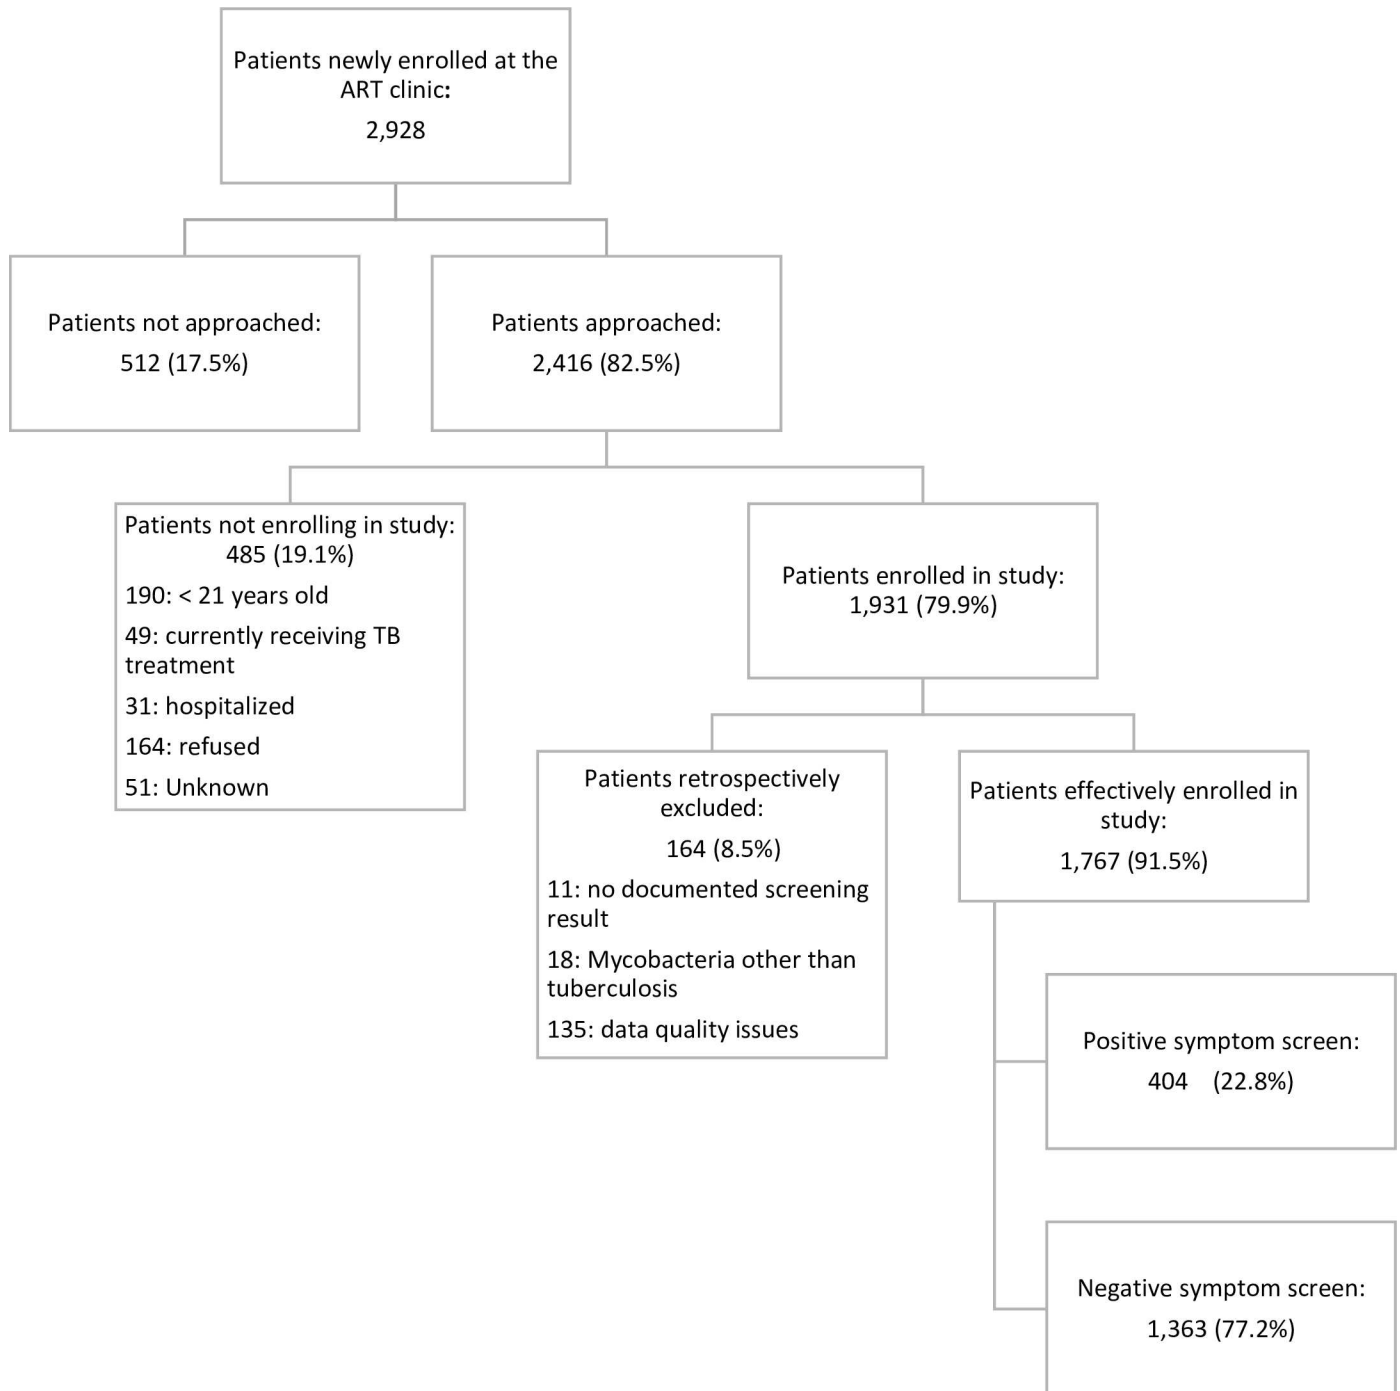 Patients newly enrolled at the
ART clinic:
2,928
Patients not approached:
512 (17.5%)
Patients approached:
2,416 (82.5%)
Patients not enrolling in study:
485 (19.1%)
190: < 21 years old
49: currently receiving TB
treatment
31: hospitalized
164: refused
51: Unknown
Patients enrolled in study:
1,931 (79.9%)
Patients retrospectively
excluded:
164 (8.5%)
11: no documented screening
result
18: Mycobacteria other than
tuberculosis
135: data quality issues
Patients effectively enrolled in
study:
1,767 (91.5%)
Positive symptom screen:
404 (22.8%)
Negative symptom screen:
1,363 (77.2%)